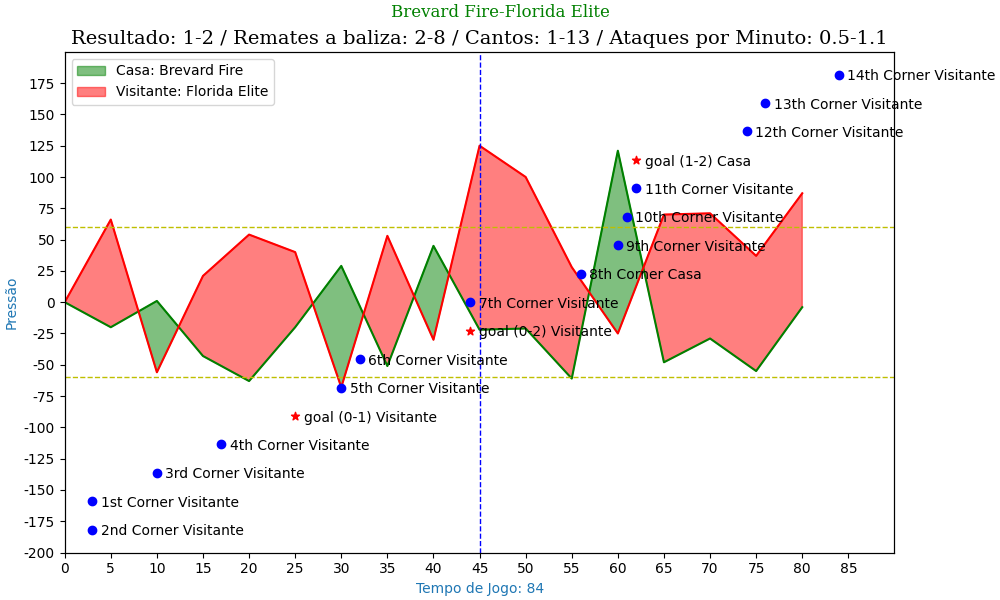 Brevard Fire-Florida Elite
Resultado: 1-2 / Remates a baliza: 2-8 / Cantos: 1-13 / Ataques por Minuto: 0.5-1.1
Casa: Brevard Fire
Visitante: Florida Elite
14th Corner Visitante
13th Corner Visitante
12th Corner Visitante
goal (1-2) Casa
11th Corner Visitante
10th Corner Visitante
9th Corner Visitante
8th Corner Casa
7th Corner Visitante
goal (0-2) Visitante
6th Corner Visitante
5th Corner Visitante
goal (0-1) Visitante
4th Corner Visitante
3rd Corner Visitante
1st Corner Visitante
2nd Corner Visitante
175
150
125
100
75
50
25
0
-25
-50
-75
-100
-125
-150
-175
-200
Pressão
0 5 10 15 20 25 30 35 40 45 50 55 60 65 70 75 80 85
Tempo de Jogo: 84